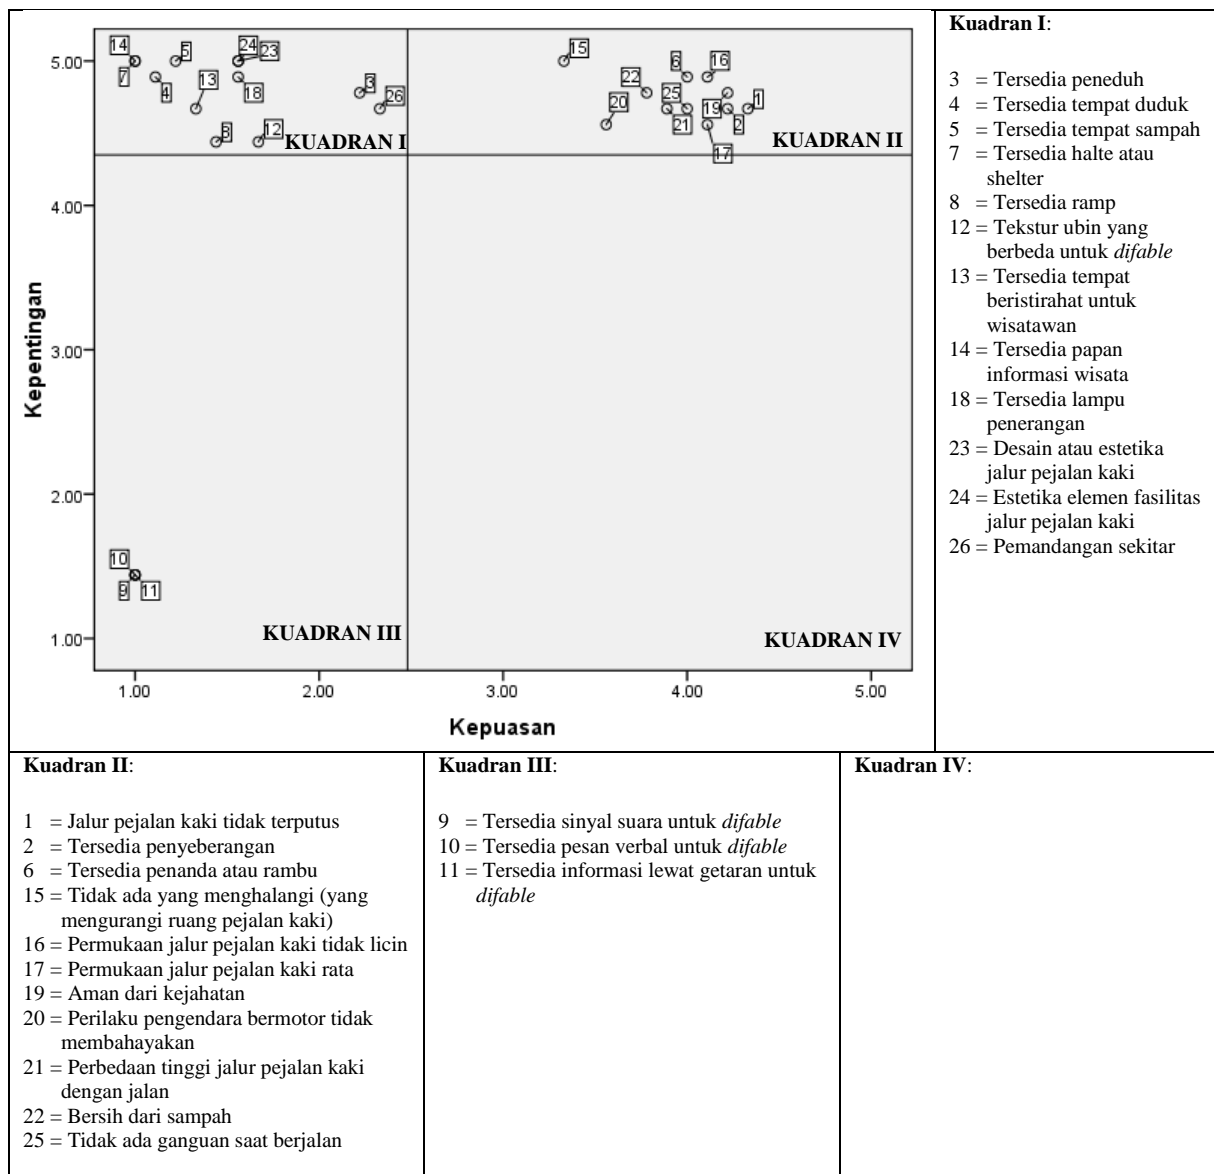 14
5
24
23
7
4
13
18
3
26
8
12
KUADRAN I
15
6
16
22
20
25
19
1
21
2
17
KUADRAN II
10
9
11
KUADRAN III
KUADRAN IV
5.00
4.00
3.00
2.00
1.00
Kepentingan
1.00 2.00 3.00 4.00 5.00
Kepuasan
Kuadran I:
3 = Tersedia peneduh
4 = Tersedia tempat duduk
5 = Tersedia tempat sampah
7 = Tersedia halte atau
shelter
8 = Tersedia ramp
12 = Tekstur ubin yang
berbeda untuk difable
13 = Tersedia tempat
beristirahat untuk
wisatawan
14 = Tersedia papan
informasi wisata
18 = Tersedia lampu
penerangan
23 = Desain atau estetika
jalur pejalan kaki
24 = Estetika elemen fasilitas
jalur pejalan kaki
26 = Pemandangan sekitar
Kuadran II:
1 = Jalur pejalan kaki tidak terputus
2 = Tersedia penyeberangan
6 = Tersedia penanda atau rambu
15 = Tidak ada yang menghalangi (yang
mengurangi ruang pejalan kaki)
16 = Permukaan jalur pejalan kaki tidak licin
17 = Permukaan jalur pejalan kaki rata
19 = Aman dari kejahatan
20 = Perilaku pengendara bermotor tidak
membahayakan
21 = Perbedaan tinggi jalur pejalan kaki
dengan jalan
22 = Bersih dari sampah
25 = Tidak ada ganguan saat berjalan
Kuadran III:
9 = Tersedia sinyal suara untuk difable
10 = Tersedia pesan verbal untuk difable
11 = Tersedia informasi lewat getaran untuk
difable
Kuadran IV: